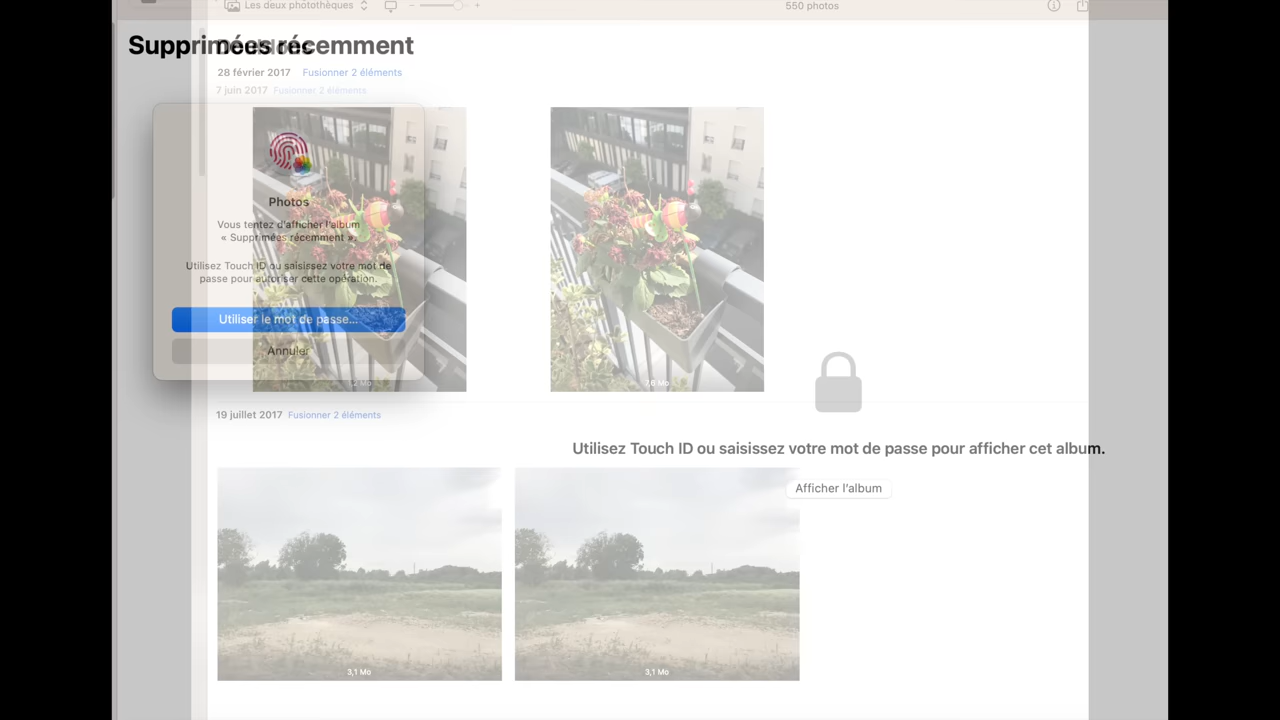 Les deux photothèques
550 photos
Supprimées récemment
28 février 2017 Fusionner 2 éléments
7 juin 2017 Fusionner 2 éléments
Photos
Vous tentez d'afficher l'album
« Supprimées récemment ».
Utilisez Touch ID ou saisissez votre mot de
passe pour autoriser cette opération.
Utiliser le mot de passe...
Annuler
7,6 Mo
19 juillet 2017 Fusionner 2 éléments
Utilisez Touch ID ou saisissez votre mot de passe pour afficher cet album.
Afficher l'album
3,1 Mo
3,1 Mo